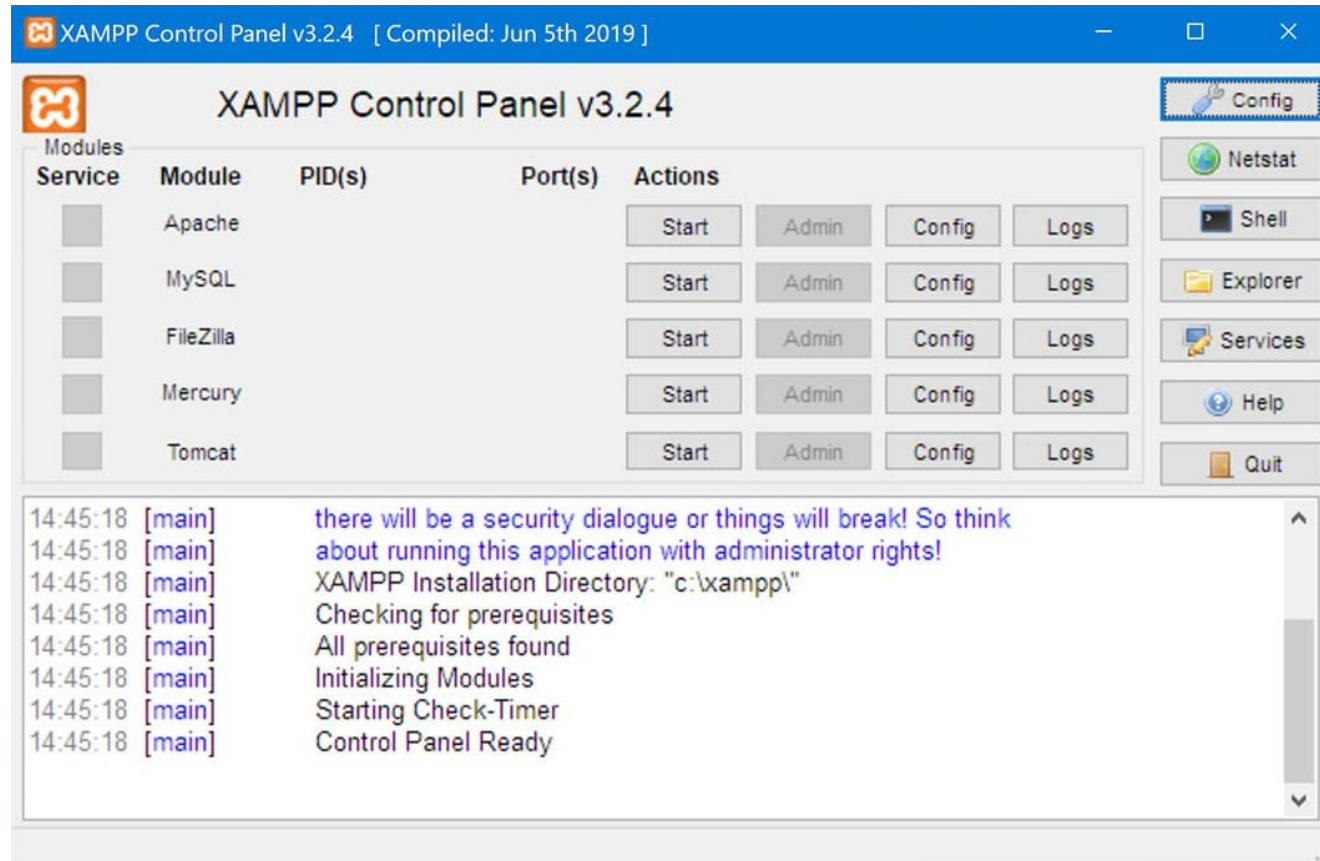 XAMPP Control Panel v3.2.4 [ Compiled: Jun 5th 2019 ]
XAMPP Control Panel v3.2.4
Config
Modules
Service Module PID(s) Port(s) Actions
Netstat
Apache Start Admin Config Logs
Shell
MySQL Start Admin Config Logs
Explorer
FileZilla Start Admin Config Logs
Services
Mercury Start Admin Config Logs
Help
Tomcat Start Admin Config Logs
Quit
14:45:18 [main] there will be a security dialogue or things will break! So think
14:45:18 [main] about running this application with administrator rights!
14:45:18 [main] XAMPP Installation Directory: "c:\xampp\"
14:45:18 [main] Checking for prerequisites
14:45:18 [main] All prerequisites found
14:45:18 [main] Initializing Modules
14:45:18 [main] Starting Check-Timer
14:45:18 [main] Control Panel Ready